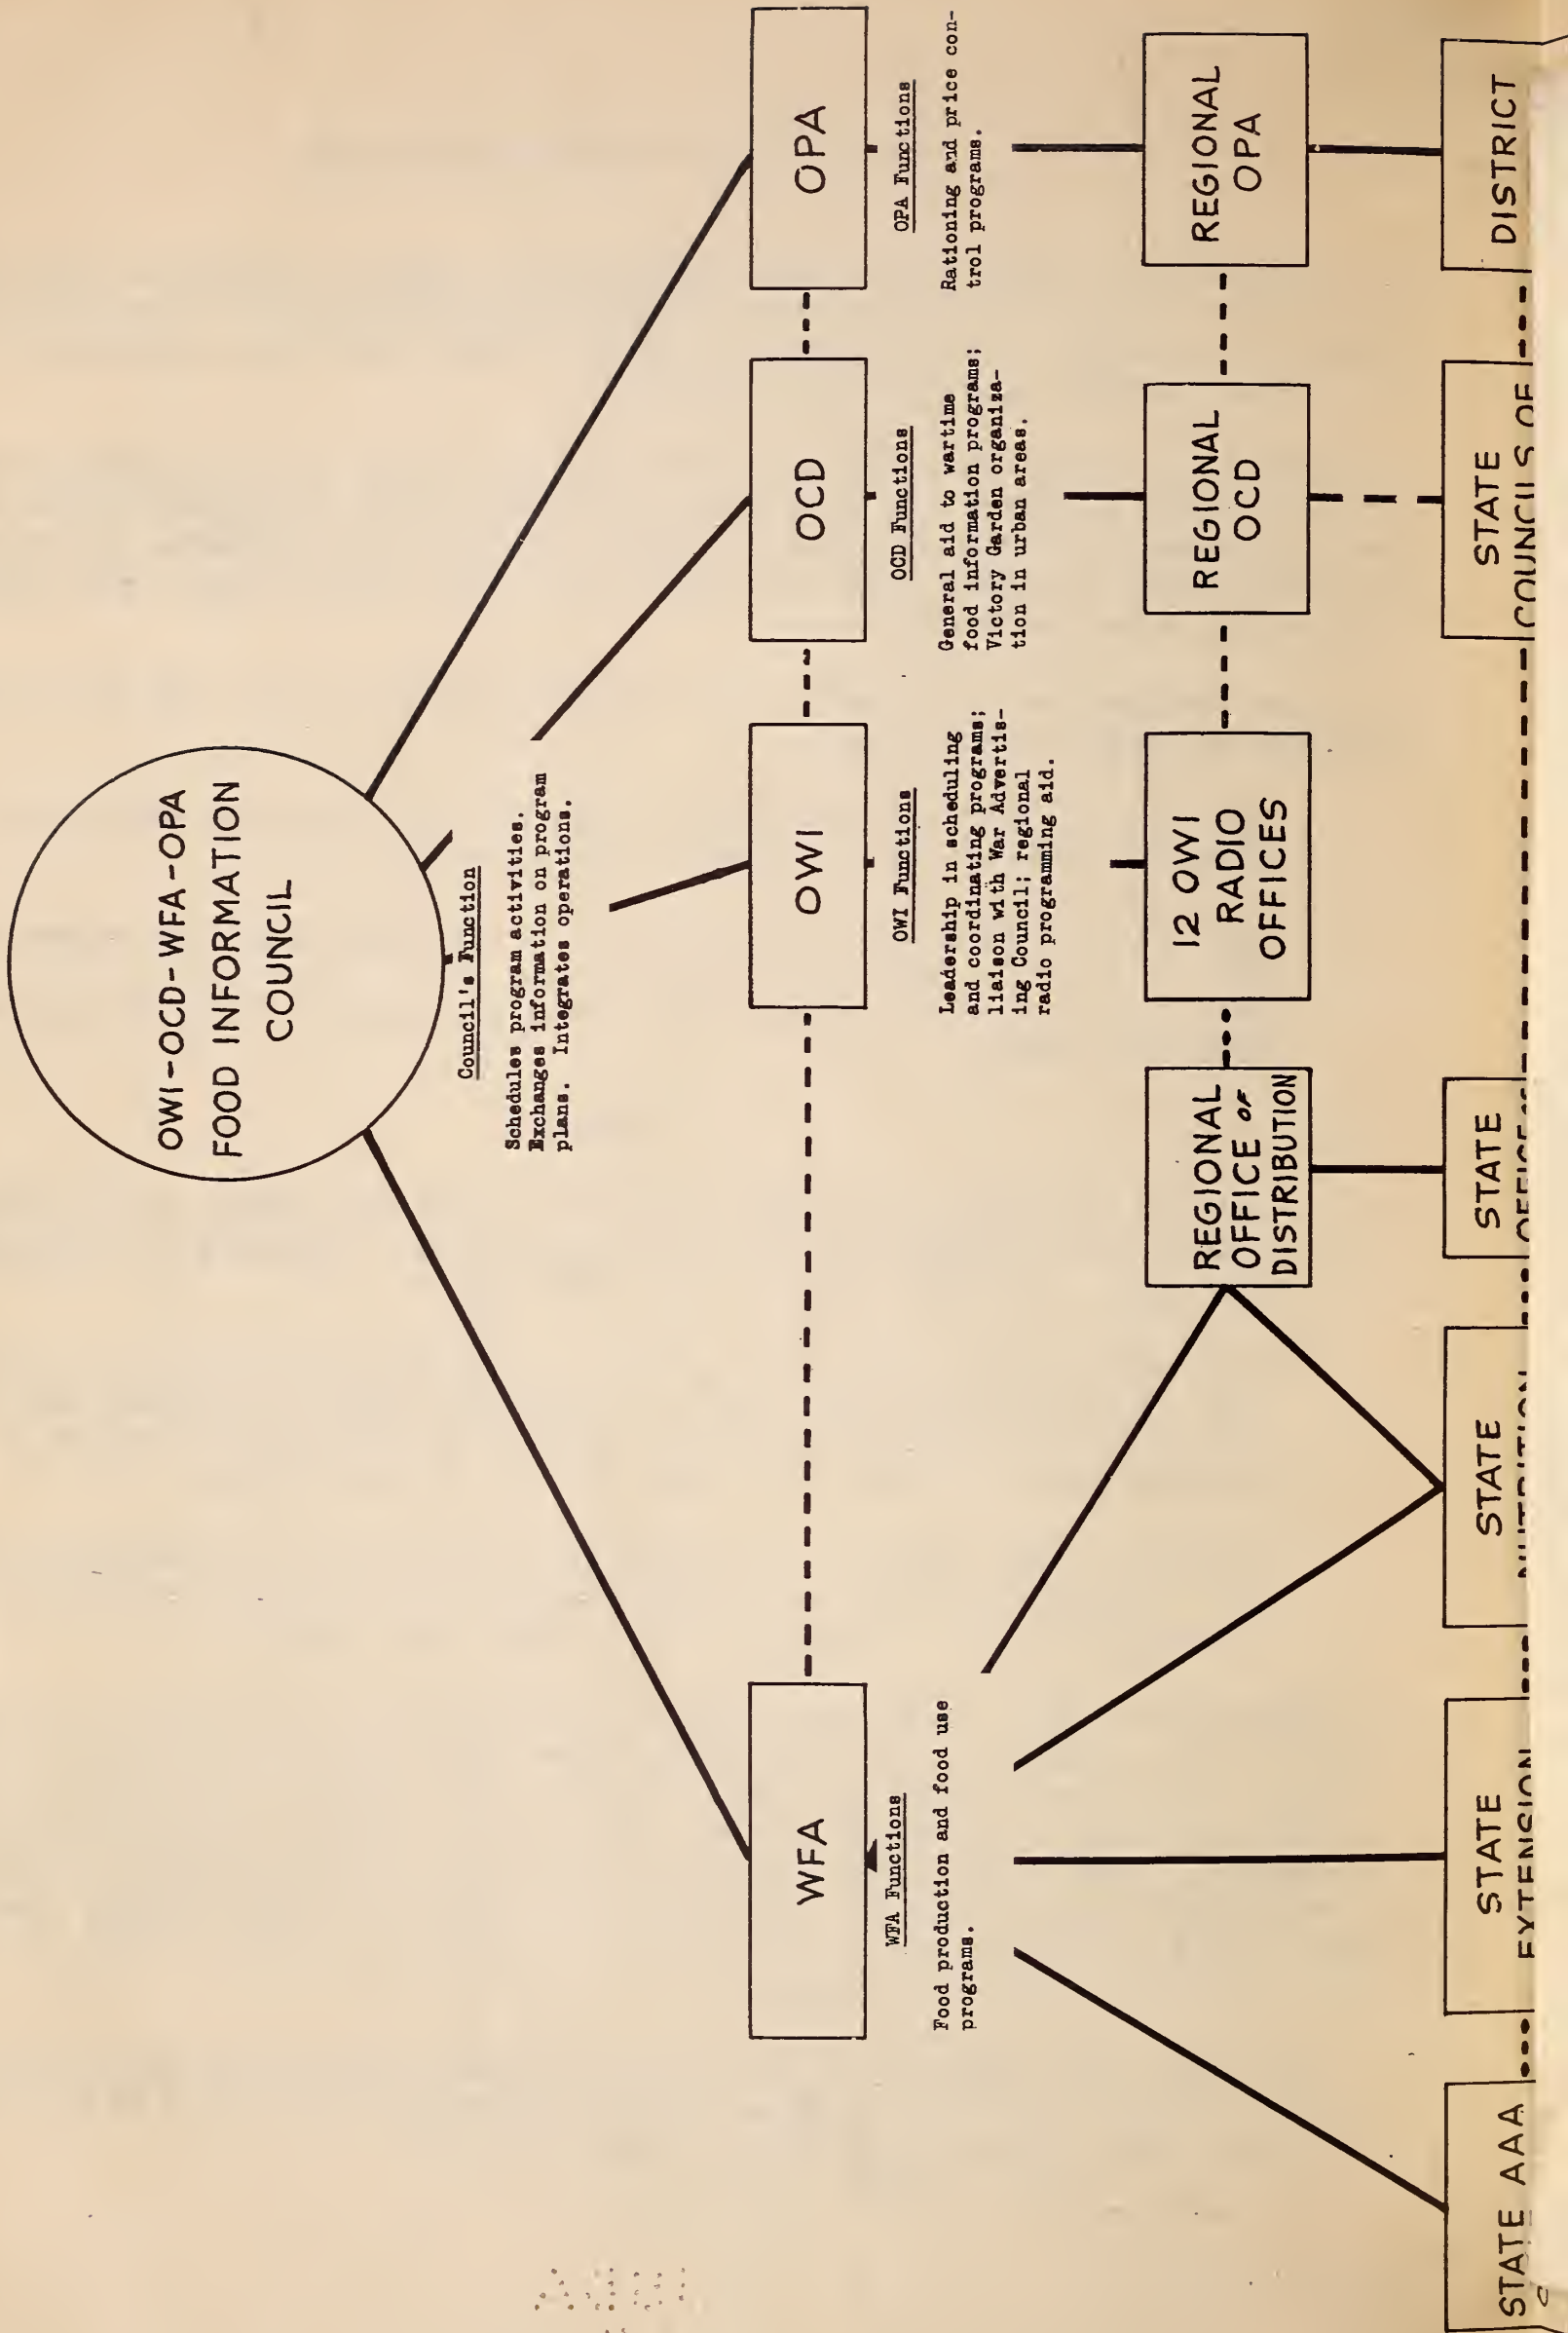 OWI-OCD-WFA-OPA
FOOD INFORMATION
COUNCIL
Council's Function
Schedules program activities.
Exchanges information on program
plans. Integrates operations.
WFA
WFA Functions
Food production and food use
programs.
OWI
OWI Functions
Leadership in scheduling
and coordinating programs;
liaison with War Advertis-
ing Council; regional
radio programming aid.
OCD
OCD Functions
General aid to wartime
food information programs;
Victory Garden organiza-
tion in urban areas.
OPA
OPA Functions
Rationing and price con-
trol programs.
REGIONAL
OFFICE OF
DISTRIBUTION
12 OWI
RADIO
OFFICES
REGIONAL
OCD
REGIONAL
OPA
STATE AAA
STATE
EXTENSION
STATE
NUTRITION
STATE
STATE
COUNCILS OF
DISTRICT